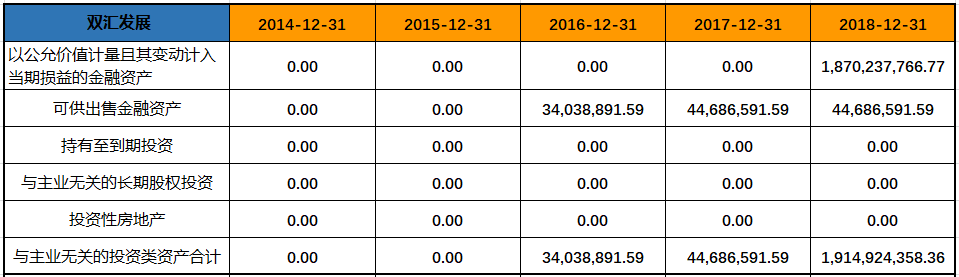 双汇发展 2014-12-31 2015-12-31 2016-12-31 2017-12-31 2018-12-31
以公允价值计量且其变动计入
当期损益的金融资产 0.00 0.00 0.00 0.00 1,870,237,766.77
可供出售金融资产 0.00 0.00 34,038,891.59 44,686,591.59 44,686,591.59
持有至到期投资 0.00 0.00 0.00 0.00 0.00
与主业无关的长期股权投资 0.00 0.00 0.00 0.00 0.00
投资性房地产 0.00 0.00 0.00 0.00 0.00
与主业无关的投资类资产合计 0.00 0.00 34,038,891.59 44,686,591.59 1,914,924,358.36